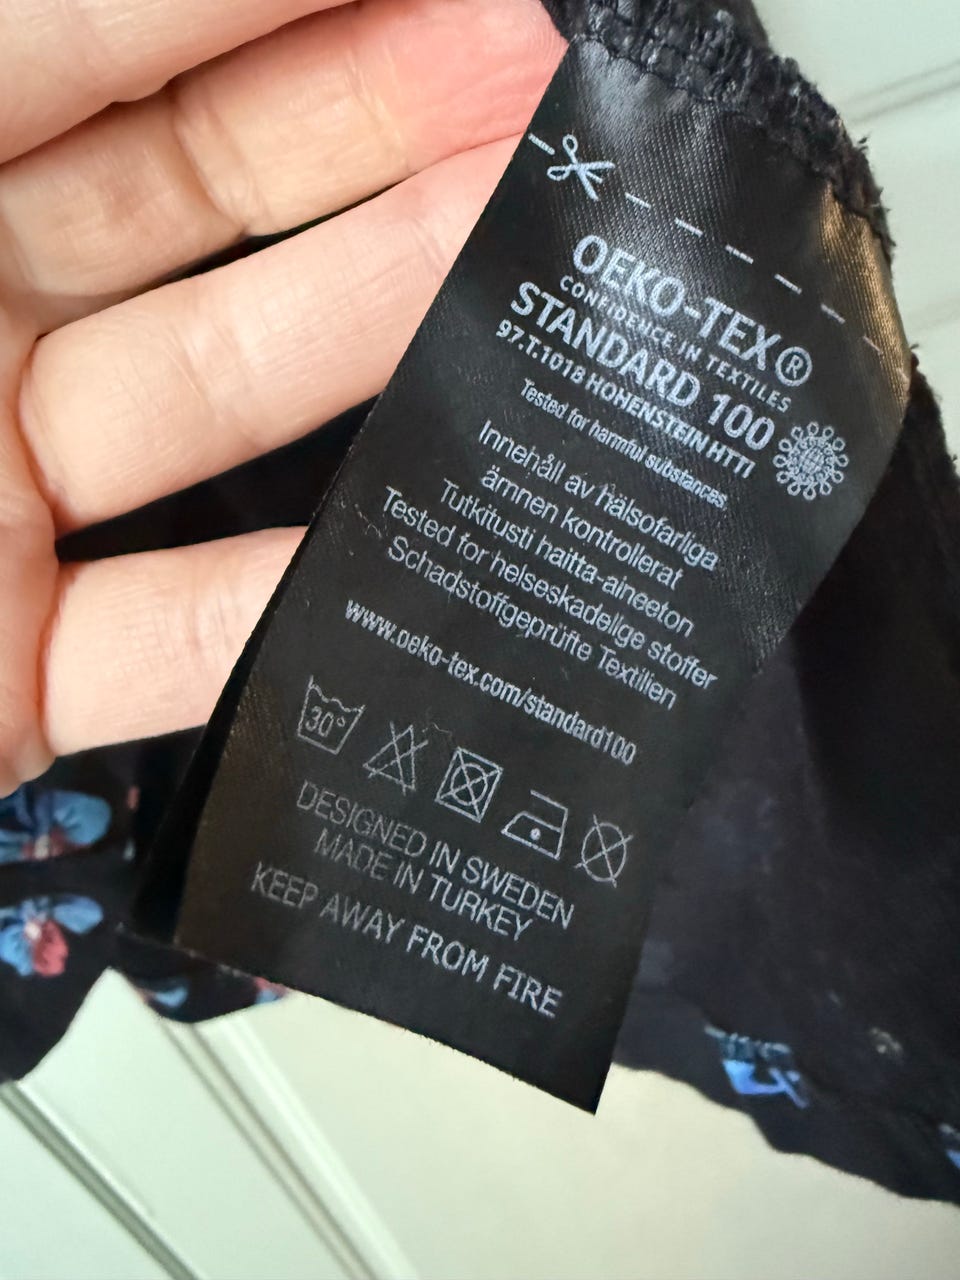 OEKO-TEX®
CONFIDENCE IN TEXTILES
STANDARD 100
97.T.1018 HOHENSTEIN HTTI
Tested for harmful substances
Innehåll av hälsofarliga
ämnen kontrollerat
Tutkitusti haitta-aineeton
Tested for helseskadelige stoffer
Schadstoffgeprüfte Textilien
www.oeko-tex.com/standard100
30°
DESIGNED IN SWEDEN
MADE IN TURKEY
KEEP AWAY FROM FIRE